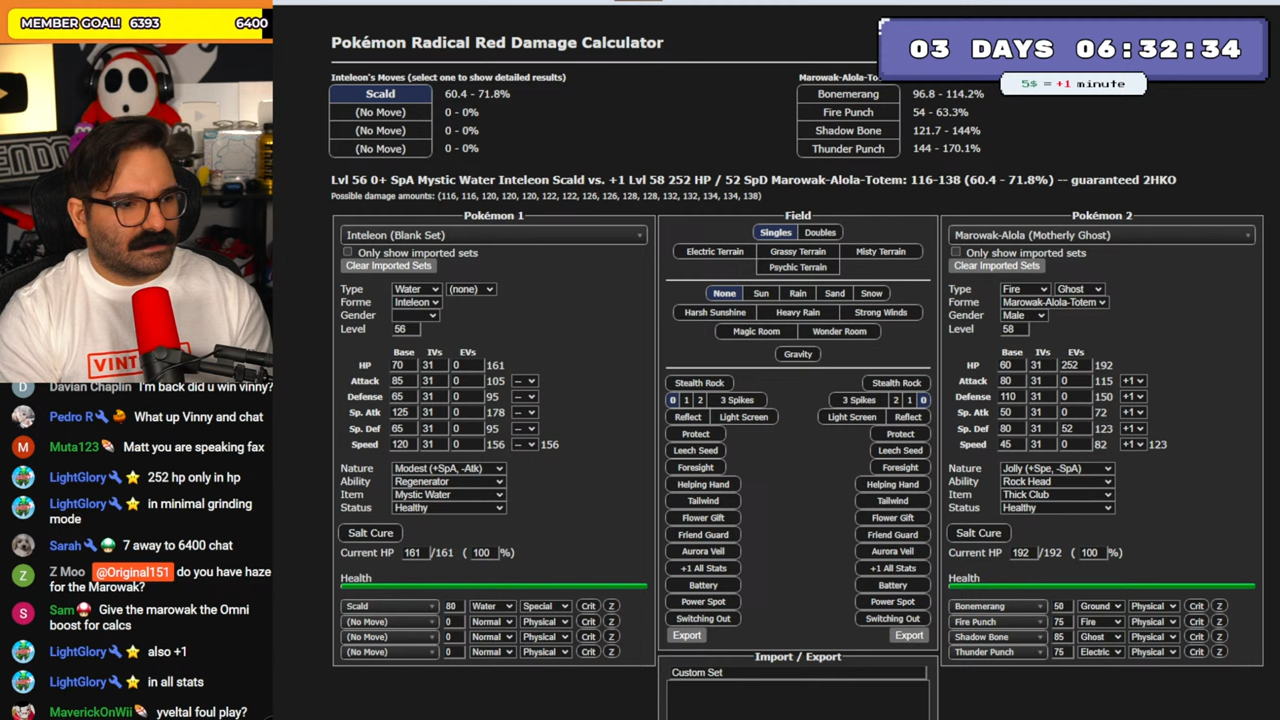 MEMBER GOAL! 6393 6400
03 DAYS 06:32:34
5$ = +1 minute
Pokémon Radical Red Damage Calculator
Inteleon's Moves (select one to show detailed results)
Scald 60.4 - 71.8%
(No Move) 0 - 0%
(No Move) 0 - 0%
(No Move) 0 - 0%
Marowak-Alola-To
Bonemerang 96.8 - 114.2%
Fire Punch 54 - 63.3%
Shadow Bone 121.7 - 144%
Thunder Punch 144 - 170.1%
Lvl 56 0+ SpA Mystic Water Inteleon Scald vs. +1 Lvl 58 252 HP / 52 SpD Marowak-Alola-Totem: 116-138 (60.4 - 71.8%) -- guaranteed 2HKO
Possible damage amounts: (116, 116, 120, 120, 120, 122, 122, 126, 126, 126, 128, 128, 132, 132, 134, 134, 138)
Pokémon 1
Inteleon (Blank Set)
Only show imported sets
Clear Imported Sets
Type Water (none)
Forme Inteleon
Gender
Level 56
Base IVs EVs
HP 70 31 0 161
Attack 85 31 0 105 --
Defense 65 31 0 95 --
Sp. Atk 125 31 0 178 --
Sp. Def 65 31 0 95 --
Speed 120 31 0 156 -- 156
Nature Modest (+SpA, -Atk)
Ability Regenerator
Item Mystic Water
Status Healthy
Salt Cure
Current HP 161 /161 ( 100 %)
Health
Scald 80 Water Special Crit Z
(No Move) 0 Normal Physical Crit Z
(No Move) 0 Normal Physical Crit Z
(No Move) 0 Normal Physical Crit Z
Field
Singles Doubles
Electric Terrain Grassy Terrain Misty Terrain
Psychic Terrain
None Sun Rain Sand Snow
Harsh Sunshine Heavy Rain Strong Winds
Magic Room Wonder Room
Gravity
Stealth Rock Stealth Rock
0 1 2 3 Spikes 3 Spikes 2 1 0
Reflect Light Screen Light Screen Reflect
Protect Protect
Leech Seed Leech Seed
Foresight Foresight
Helping Hand Helping Hand
Tailwind Tailwind
Flower Gift Flower Gift
Friend Guard Friend Guard
Aurora Veil Aurora Veil
+1 All Stats +1 All Stats
Battery Battery
Power Spot Power Spot
Switching Out Switching Out
Export Export
Import / Export
Custom Set
Pokémon 2
Marowak-Alola (Motherly Ghost)
Only show imported sets
Clear Imported Sets
Type Fire Ghost
Forme Marowak-Alola-Totem
Gender Male
Level 58
Base IVs EVs
HP 60 31 252 192
Attack 80 31 0 115 +1
Defense 110 31 0 150 +1
Sp. Atk 50 31 0 72 +1
Sp. Def 80 31 52 123 +1
Speed 45 31 0 82 +1 123
Nature Jolly (+Spe, -SpA)
Ability Rock Head
Item Thick Club
Status Healthy
Salt Cure
Current HP 192 /192 ( 100 %)
Health
Bonemerang 50 Ground Physical Crit Z
Fire Punch 75 Fire Physical Crit Z
Shadow Bone 85 Ghost Physical Crit Z
Thunder Punch 75 Electric Physical Crit Z
VINT
Davian Chaplin I'm back did u win vinny?
Pedro R What up Vinny and chat
Muta123 Matt you are speaking fax
LightGlory 252 hp only in hp
LightGlory in minimal grinding
mode
Sarah 7 away to 6400 chat
Z Moo @Original151 do you have haze
for the Marowak?
Sam Give the marowak the Omni
boost for calcs
LightGlory also +1
LightGlory in all stats
MaverickOnWii yveltal foul play?